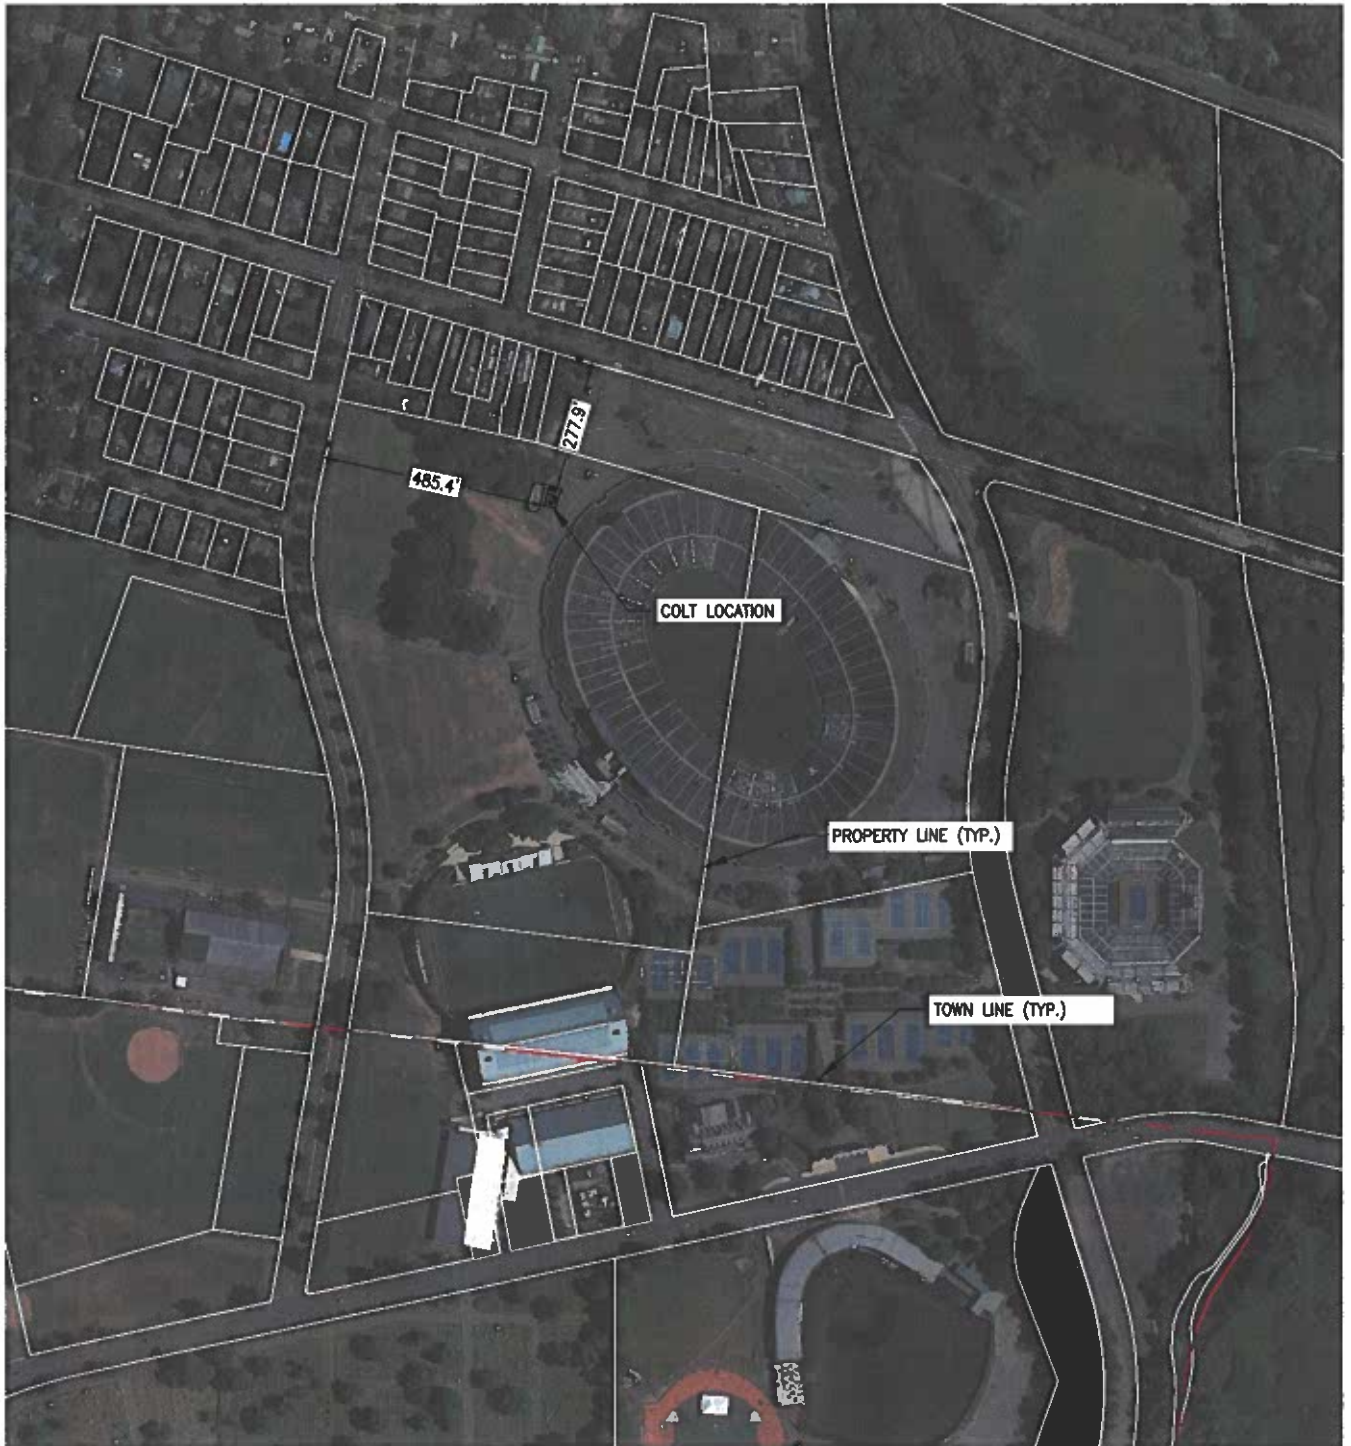 277.9'
485.4'
COLT LOCATION
PROPERTY LINE (TYP.)
TOWN LINE (TYP.)